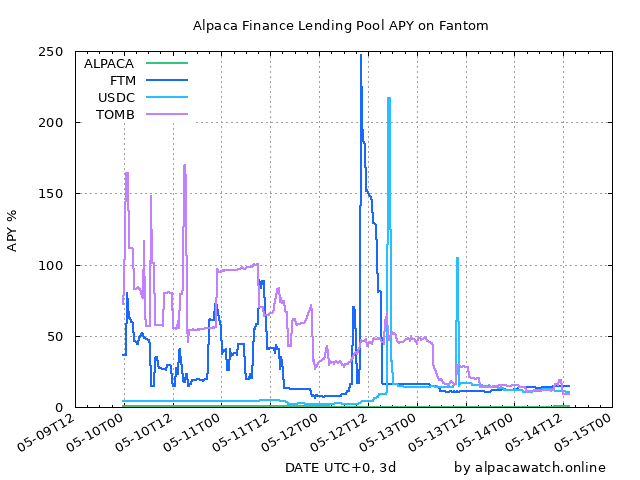 Alpaca Finance Lending Pool APY on Fantom
250
200
150
100
50
0
APY %
ALPACA
FTM
USDC
TOMB
05-09T12
05-10T00
05-10T12
05-11T00
05-11T12
05-12T00
05-12T12
05-13T00
05-13T12
05-14T00
05-14T12
05-15T00
DATE UTC+0, 3d
by alpacawatch.online